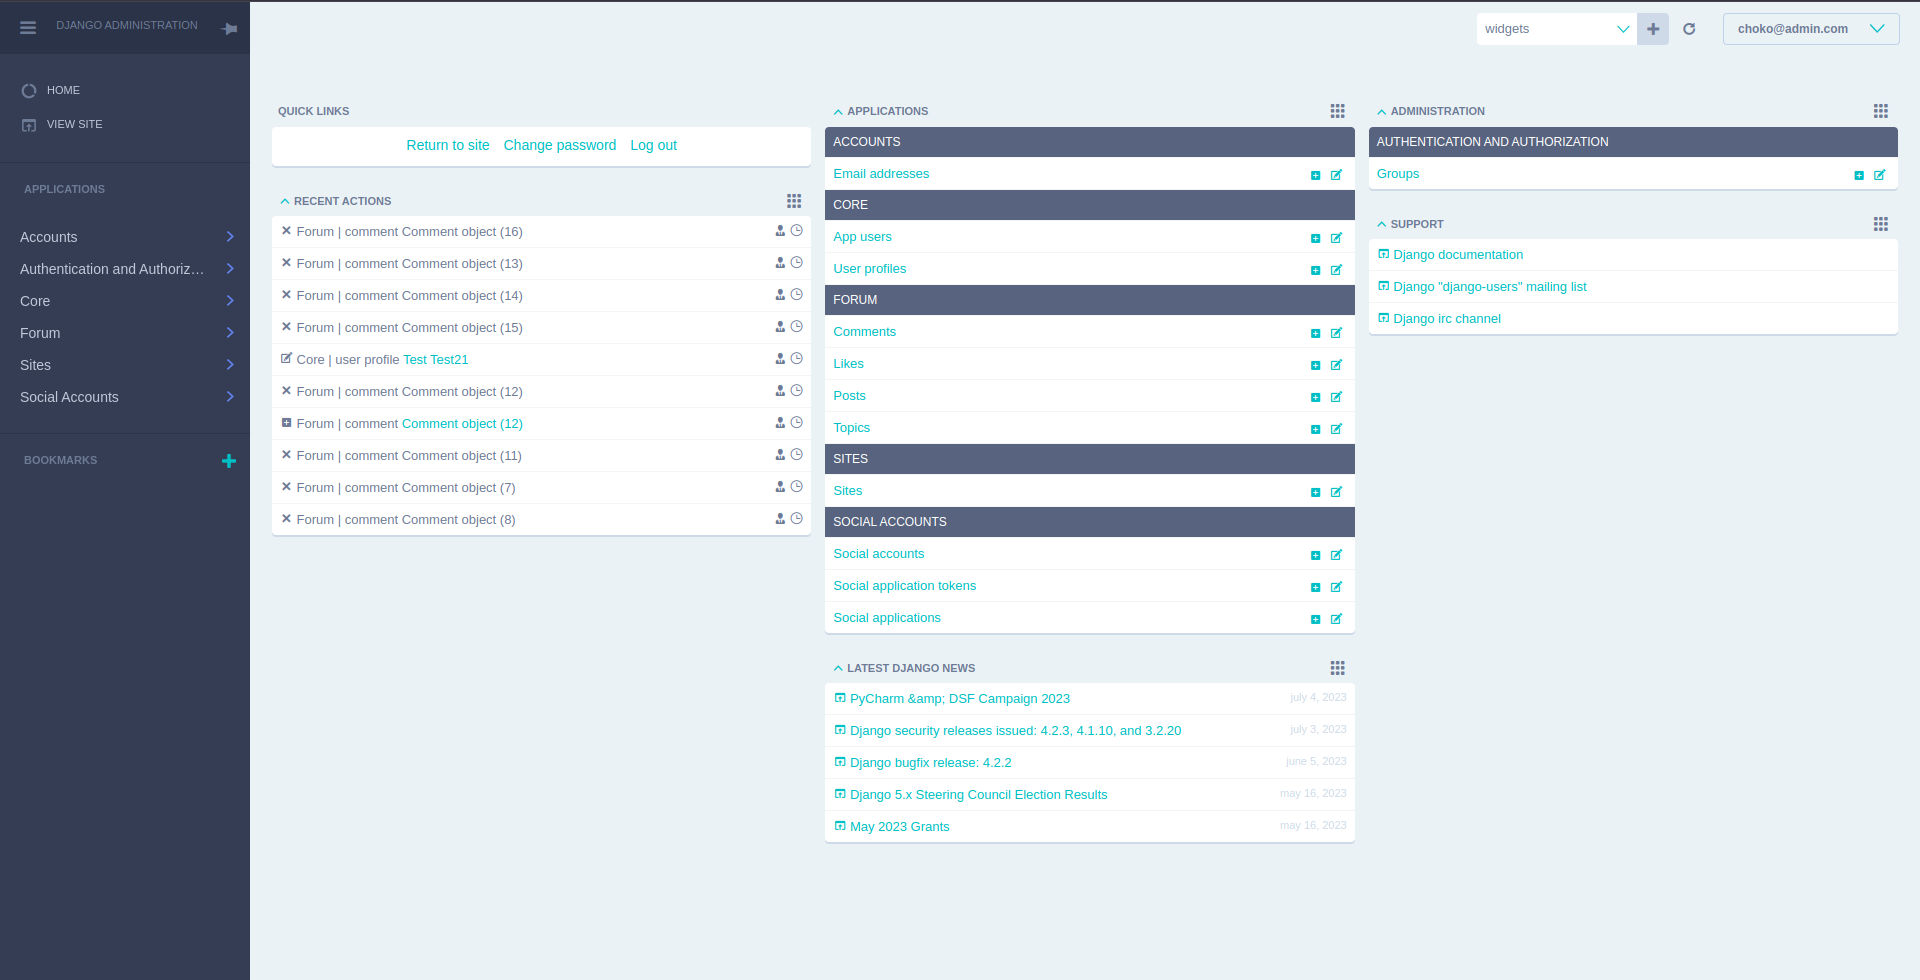 DJANGO ADMINISTRATION
HOME
VIEW SITE
APPLICATIONS
Accounts
Authentication and Authoriz…
Core
Forum
Sites
Social Accounts
BOOKMARKS
widgets
choko@admin.com
QUICK LINKS
Return to site Change password Log out
RECENT ACTIONS
Forum | comment Comment object (16)
Forum | comment Comment object (13)
Forum | comment Comment object (14)
Forum | comment Comment object (15)
Core | user profile Test Test21
Forum | comment Comment object (12)
Forum | comment Comment object (12)
Forum | comment Comment object (11)
Forum | comment Comment object (7)
Forum | comment Comment object (8)
APPLICATIONS
ACCOUNTS
Email addresses
CORE
App users
User profiles
FORUM
Comments
Likes
Posts
Topics
SITES
Sites
SOCIAL ACCOUNTS
Social accounts
Social application tokens
Social applications
LATEST DJANGO NEWS
PyCharm &amp; DSF Campaign 2023 july 4, 2023
Django security releases issued: 4.2.3, 4.1.10, and 3.2.20 july 3, 2023
Django bugfix release: 4.2.2 june 5, 2023
Django 5.x Steering Council Election Results may 16, 2023
May 2023 Grants may 16, 2023
ADMINISTRATION
AUTHENTICATION AND AUTHORIZATION
Groups
SUPPORT
Django documentation
Django "django-users" mailing list
Django irc channel